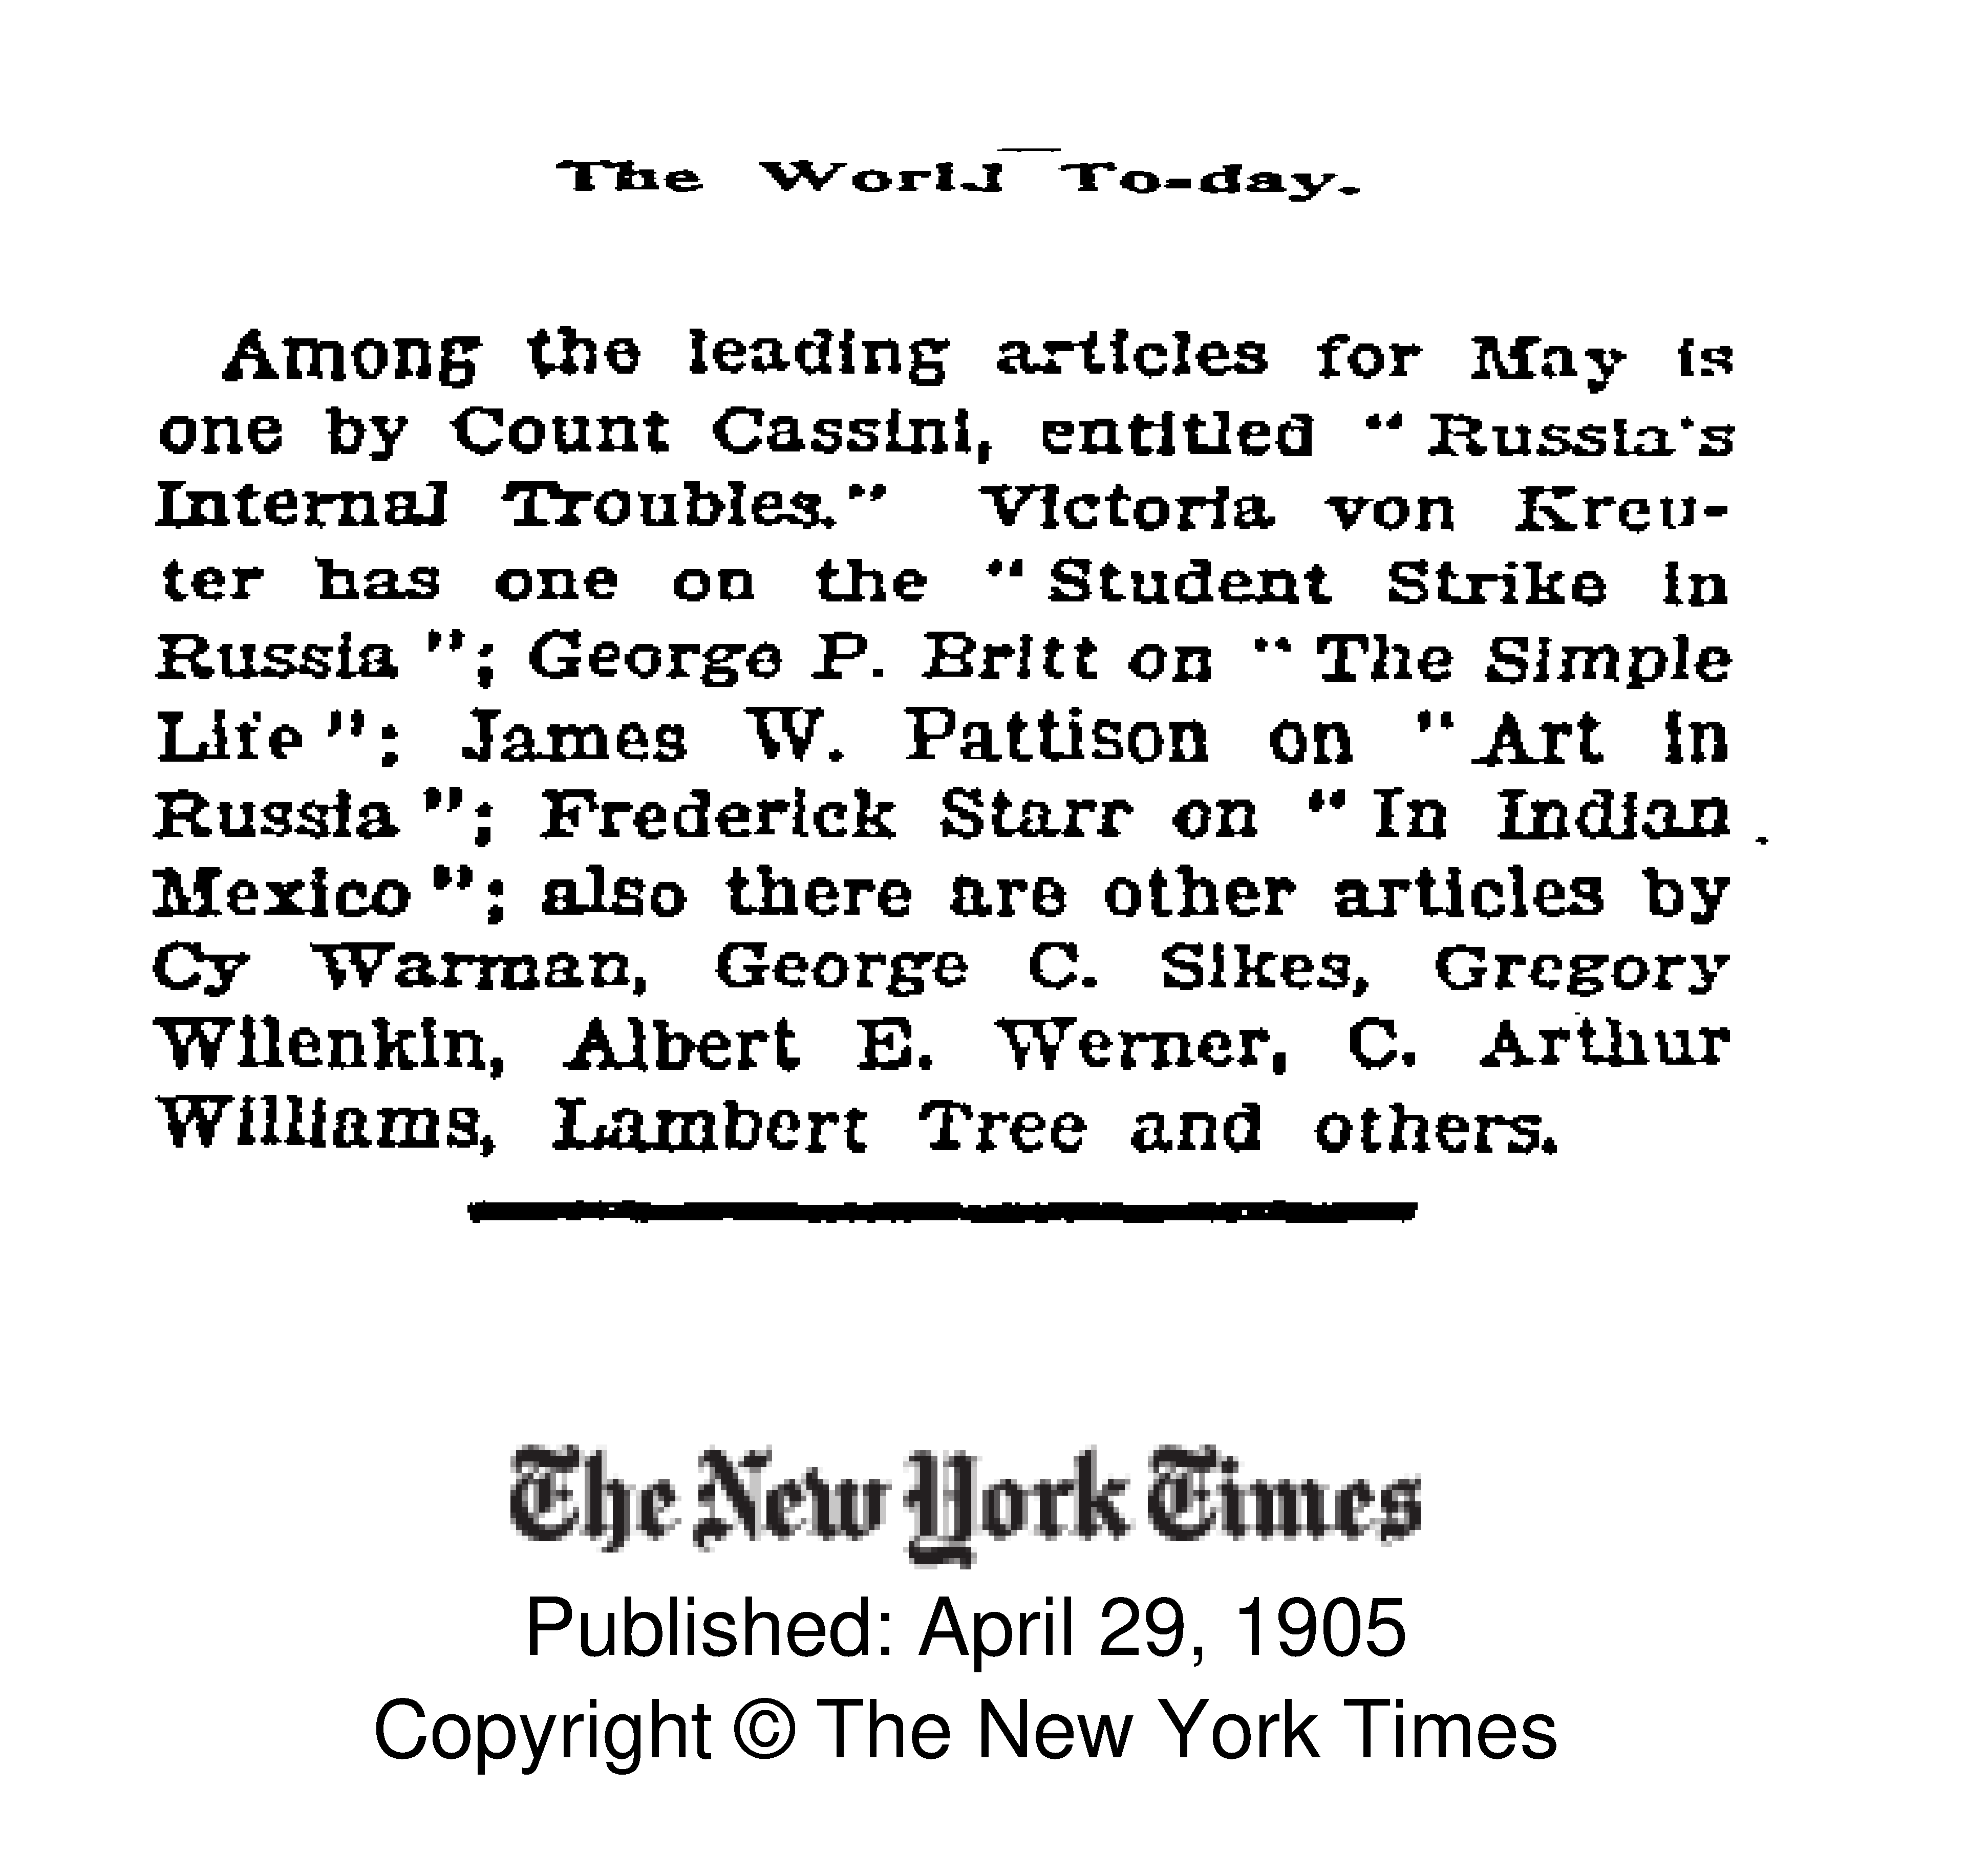 The World To-day.
Among the leading articles for May is
one by Count Cassini, entitled "Russia's
Internal Troubles." Victoria von Kreu-
ter has one on the "Student Strike in
Russia"; George P. Britt on "The Simple
Life"; James W. Pattison on "Art in
Russia"; Frederick Starr on "In Indian
Mexico"; also there are other articles by
Cy Warman, George C. Sikes, Gregory
Wilenkin, Albert E. Werner, C. Arthur
Williams, Lambert Tree and others.
The New York Times
Published: April 29, 1905
Copyright © The New York Times